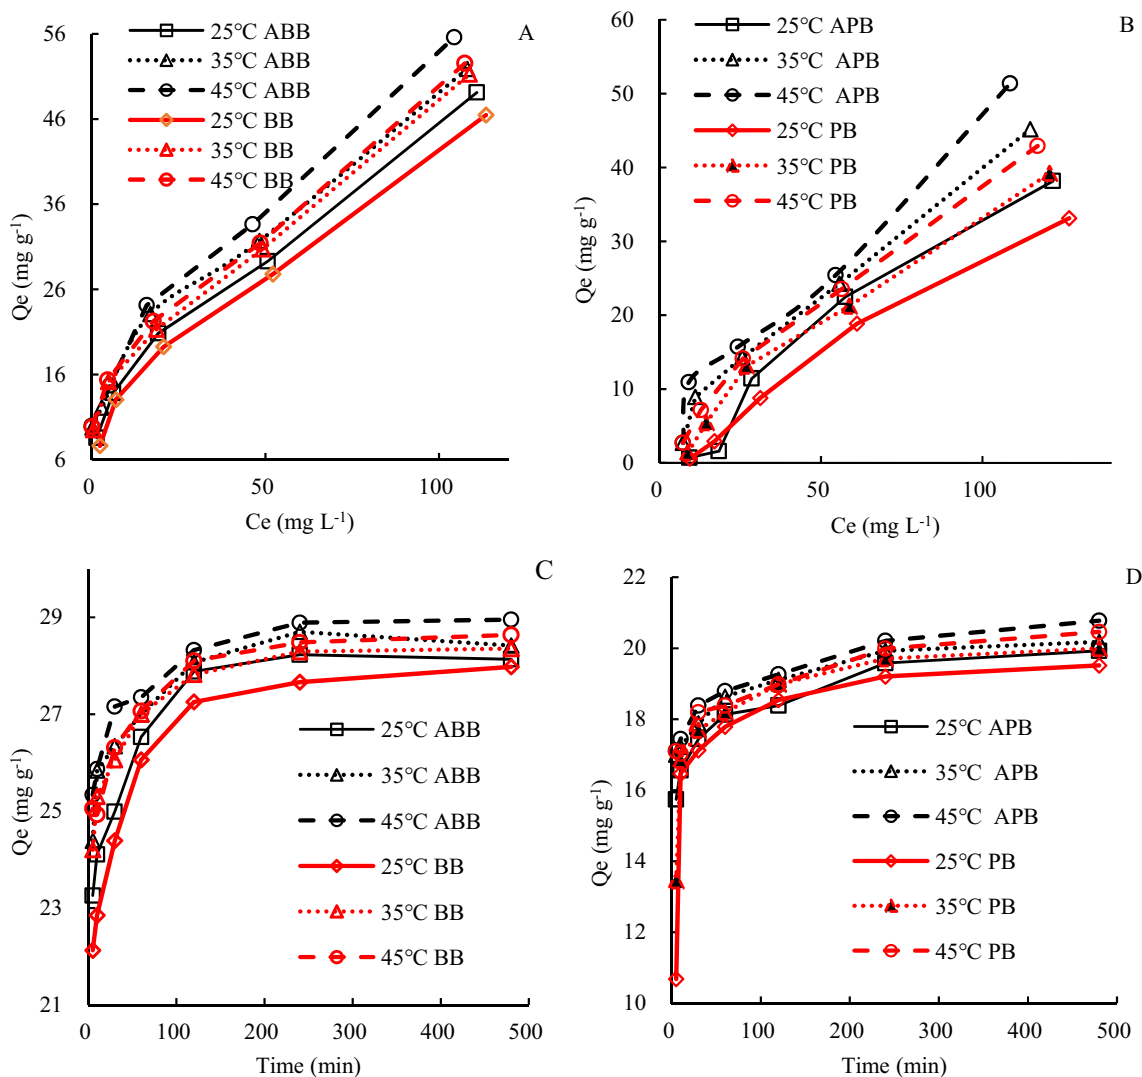 A
56
46
36
26
16
6
Qe (mg g-1)
25℃ ABB
35℃ ABB
45℃ ABB
25℃ BB
35℃ BB
45℃ BB
0
50
100
Ce (mg L-1)
B
60
50
40
30
20
10
0
Qe (mg g-1)
25℃ APB
35℃ APB
45℃ APB
25℃ PB
35℃ PB
45℃ PB
0
50
100
Ce (mg L-1)
C
29
27
25
23
21
Qe (mg g-1)
25℃ ABB
35℃ ABB
45℃ ABB
25℃ BB
35℃ BB
45℃ BB
0
100
200
300
400
500
Time (min)
D
22
20
18
16
14
12
10
Qe (mg g-1)
25℃ APB
35℃ APB
45℃ APB
25℃ PB
35℃ PB
45℃ PB
0
100
200
300
400
500
Time (min)